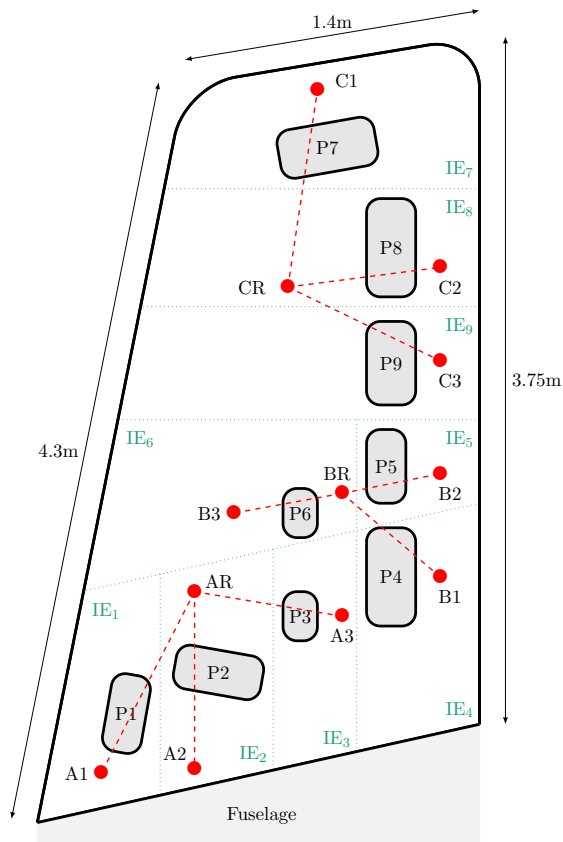 1.4m
C1
P7
IE₇
IE₈
P8
CR
C2
IE₉
P9
C3
3.75m
4.3m
IE₆
IE₅
P5
BR
B2
B3
P6
AR
P4
IE₁
B1
P3
A3
P2
P1
IE₄
IE₃
IE₂
A2
A1
Fuselage